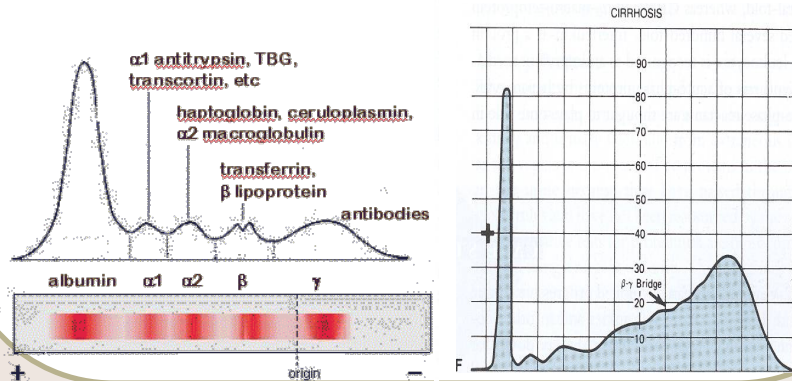 α1 antitrypsin, TBG,
transcortin, etc
haptoglobin, ceruloplasmin,
α2 macroglobulin
transferrin,
β lipoprotein
antibodies
albumin α1 α2 β γ
+ origin −
CIRRHOSIS
90
80
70
60
50
+ 40
30
β-γ Bridge
20
10
F